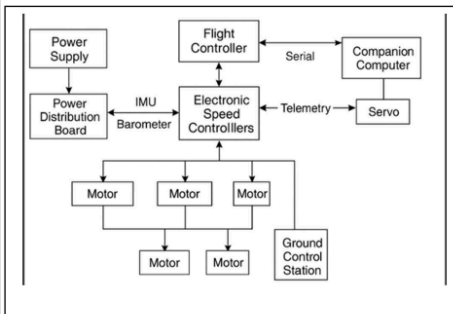 Power
Supply
Flight
Controller
Serial
Companion
Computer
Power
Distribution
Board
IMU
Barometer
Electronic
Speed
Controlllers
Telemetry
Servo
Motor
Motor
Motor
Motor
Motor
Ground
Control
Station